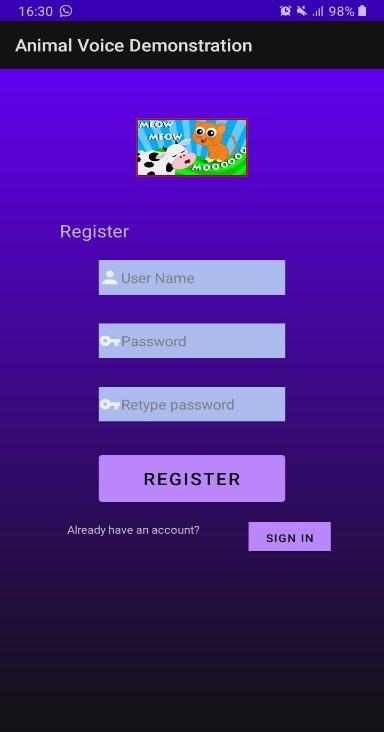 16:30 98%
Animal Voice Demonstration
MEOW
MEOW
MOOOOOO
Register
User Name
Password
Retype password
REGISTER
Already have an account?
SIGN IN